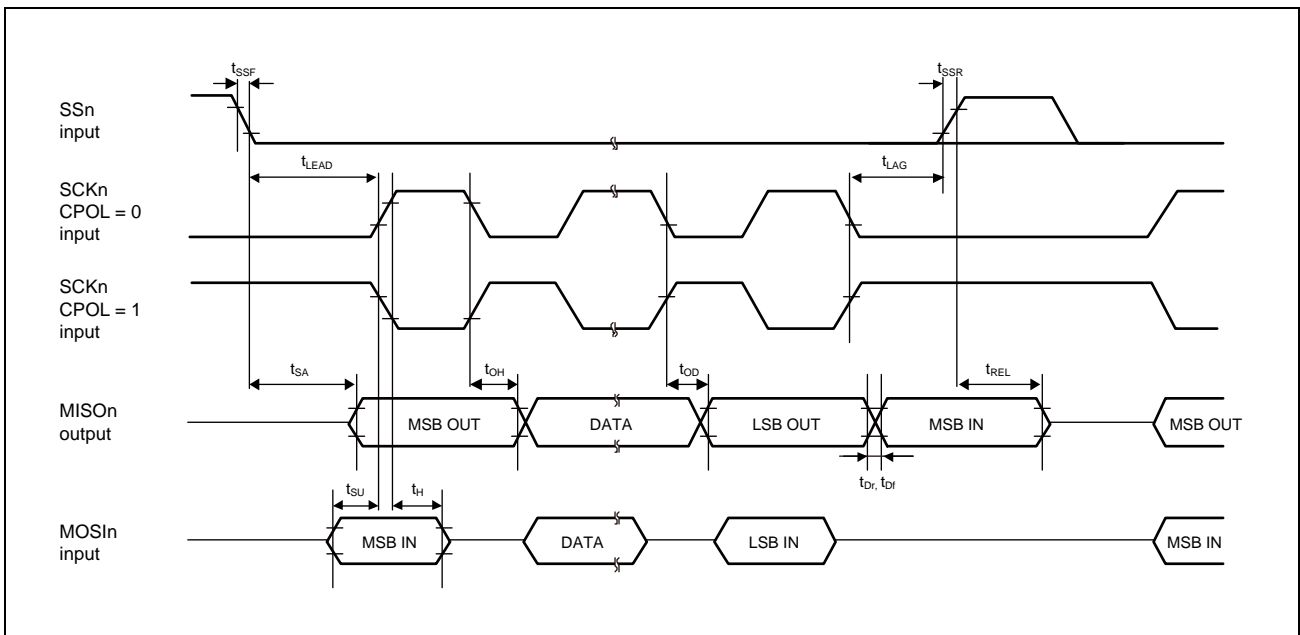 tSSF
tSSR
SSn
input
tLEAD
tLAG
SCKn
CPOL = 0
input
SCKn
CPOL = 1
input
tSA
tOH
tOD
tREL
MISOn
output
MSB OUT
DATA
LSB OUT
MSB IN
MSB OUT
tDr, tDf
tSU
tH
MOSIn
input
MSB IN
DATA
LSB IN
MSB IN